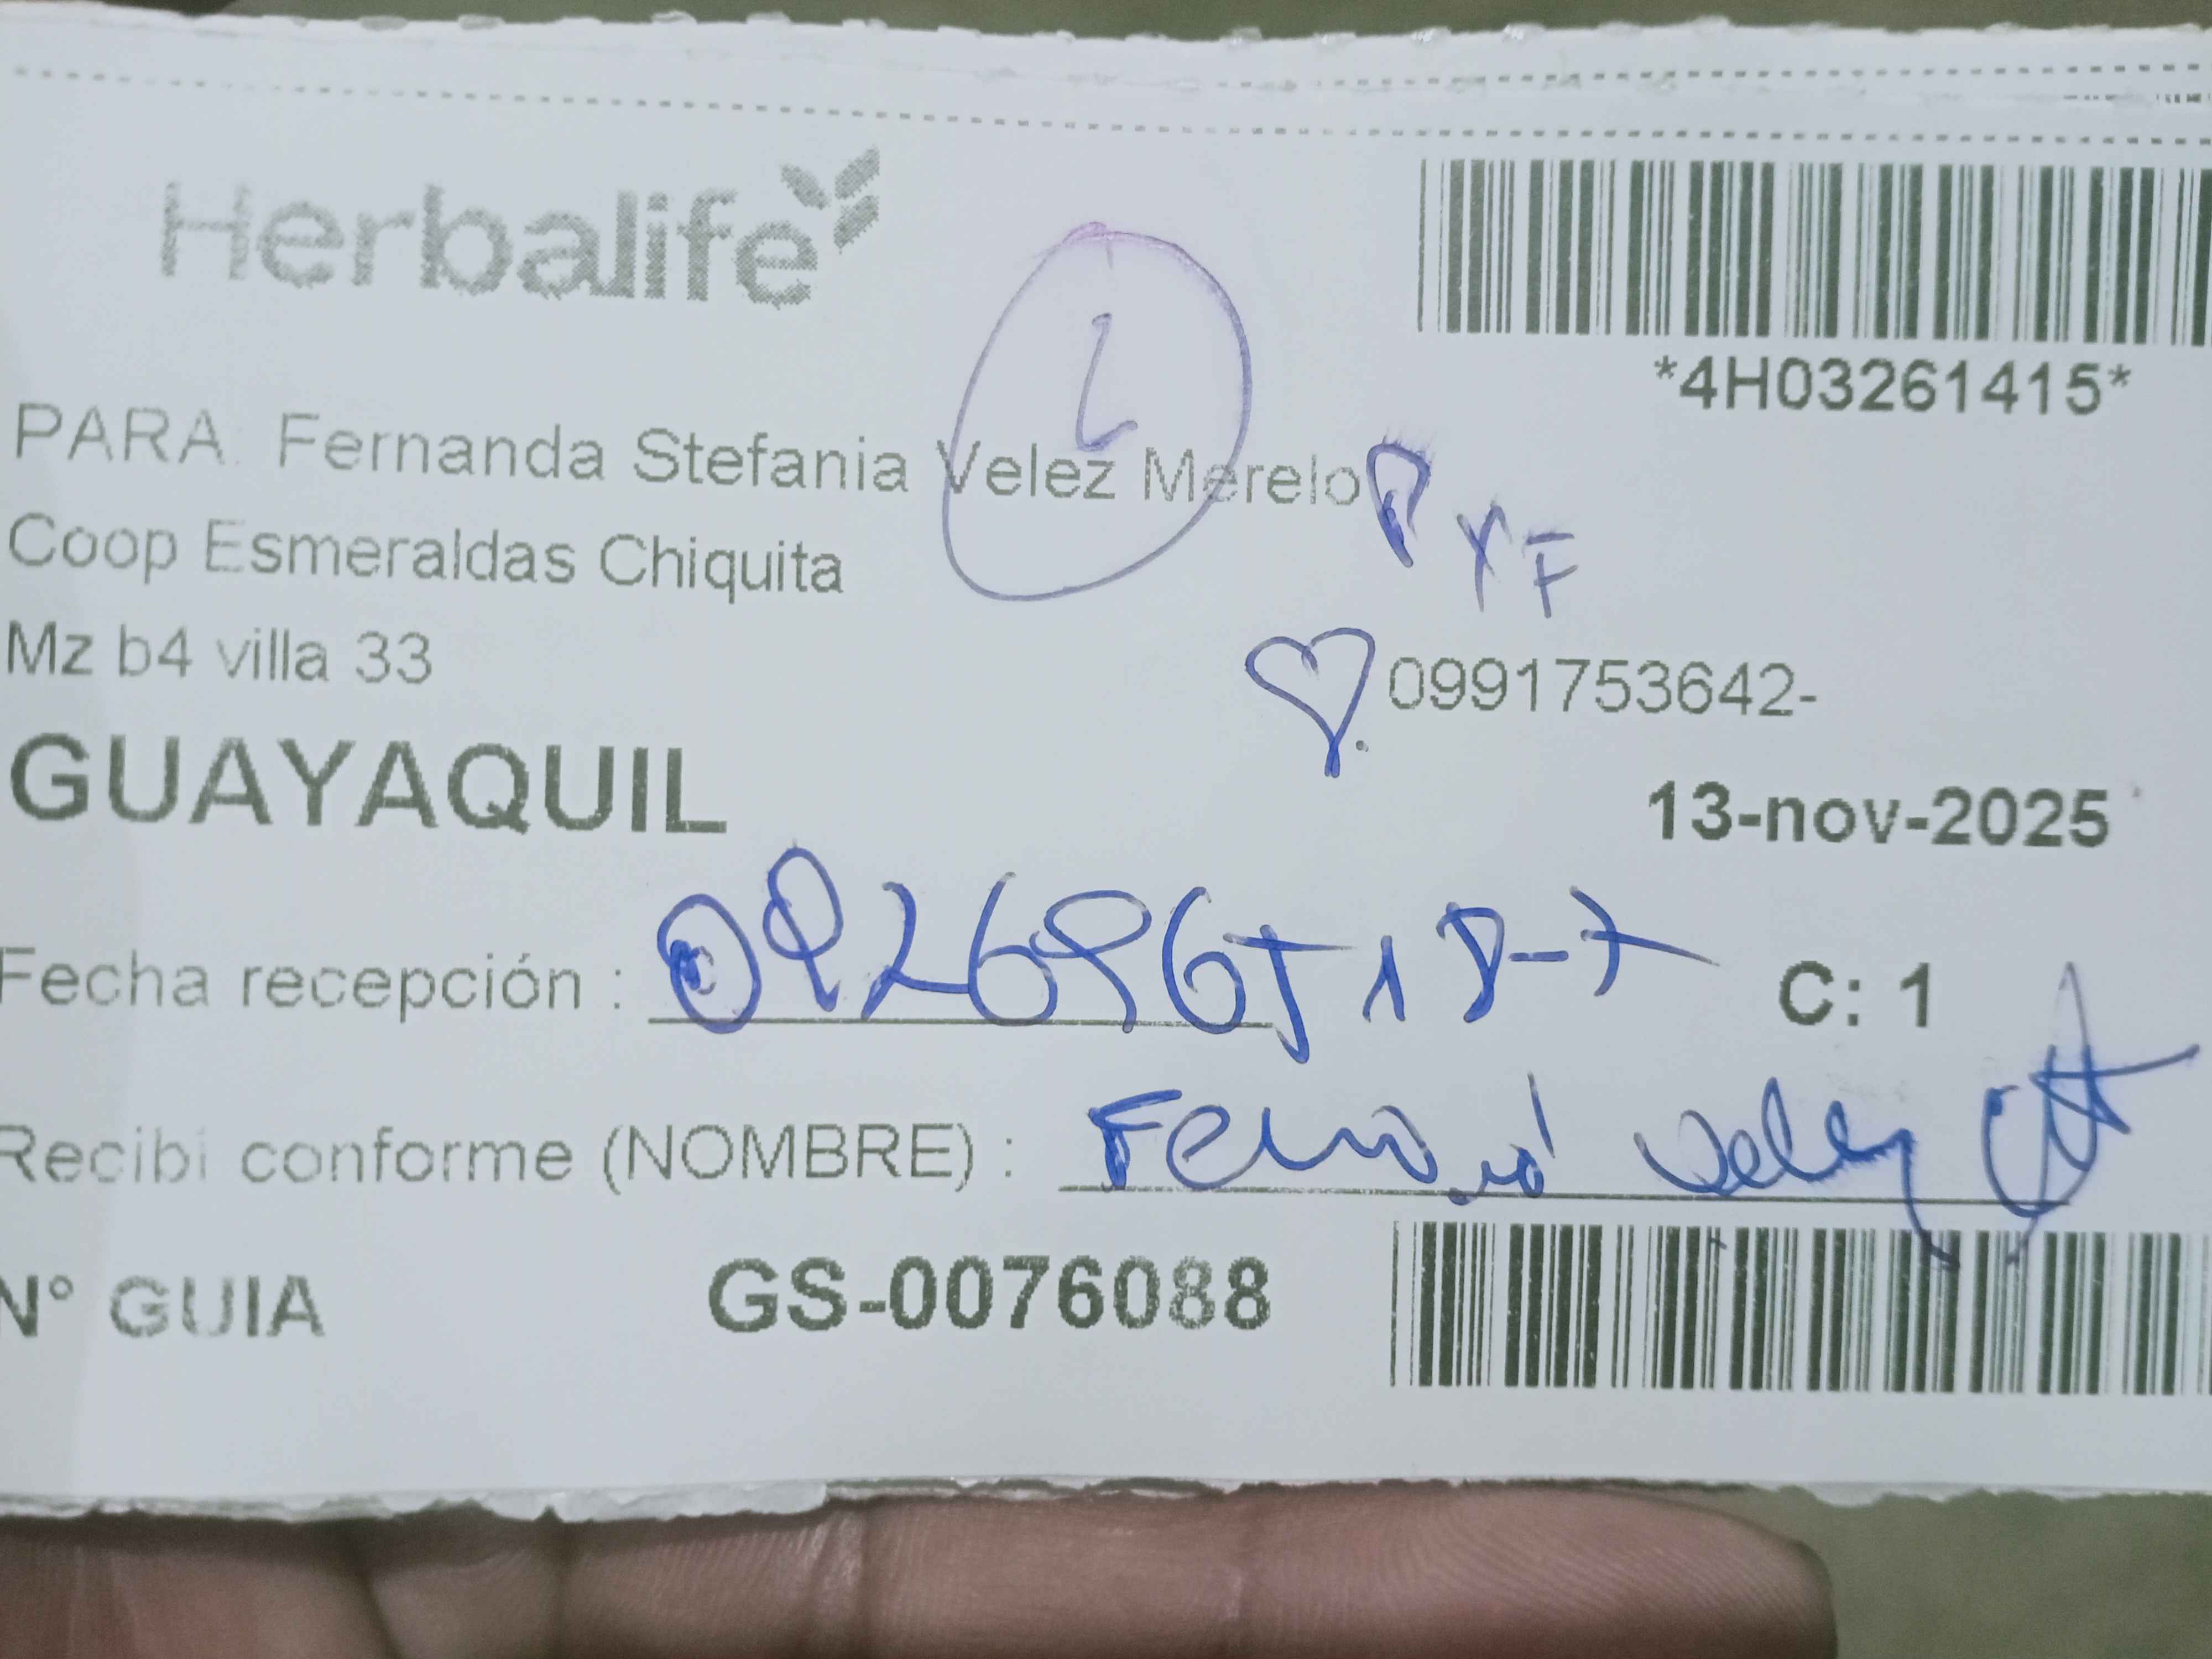 Herbalife
*4H03261415*
L
PARA: Fernanda Stefania Velez Merelo
P Y F
Coop Esmeraldas Chiquita
Mz b4 villa 33
0991753642-
GUAYAQUIL
13-nov-2025
Fecha recepción :
C: 1
Recibi conforme (NOMBRE) : Velez
N° GUIA GS-0076088